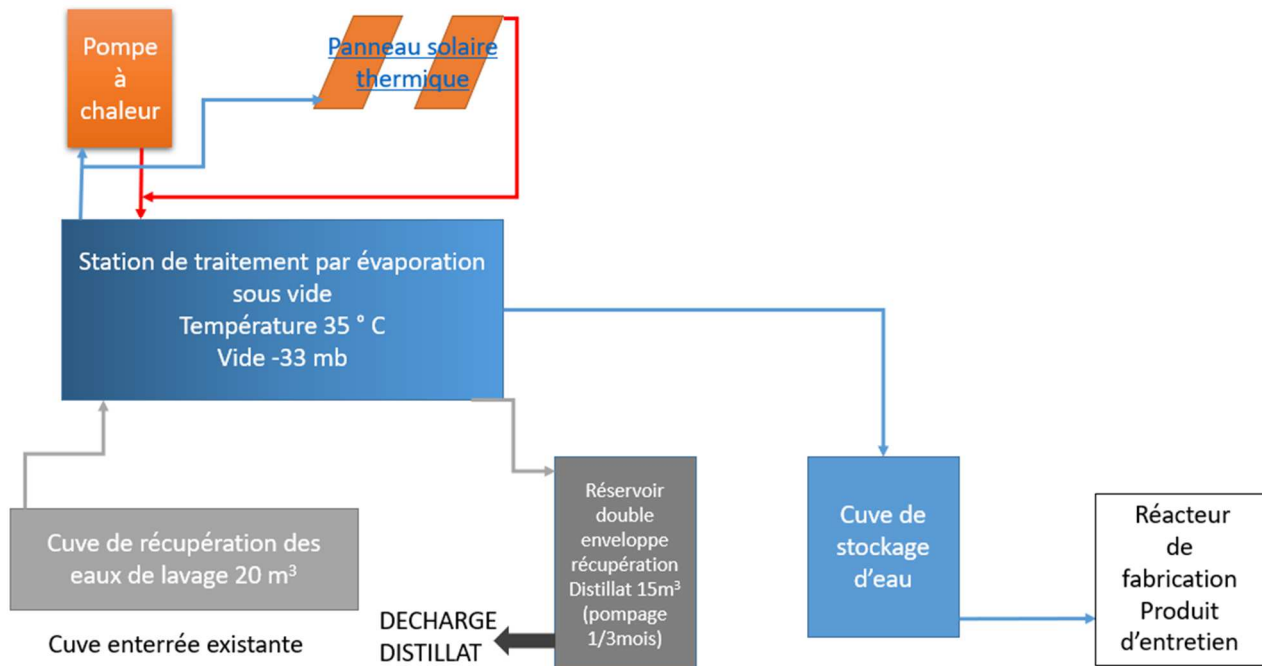 Pompe
à
chaleur
Panneau solaire
thermique
Station de traitement par évaporation
sous vide
Température 35 ° C
Vide -33 mb
Cuve de récupération des
eaux de lavage 20 m³
Cuve enterrée existante
Réservoir
double
enveloppe
récupération
Distillat 15m³
(pompage
1/3mois)
DECHARGE
DISTILLAT
Cuve de
stockage
d’eau
Réacteur
de
fabrication
Produit
d’entretien